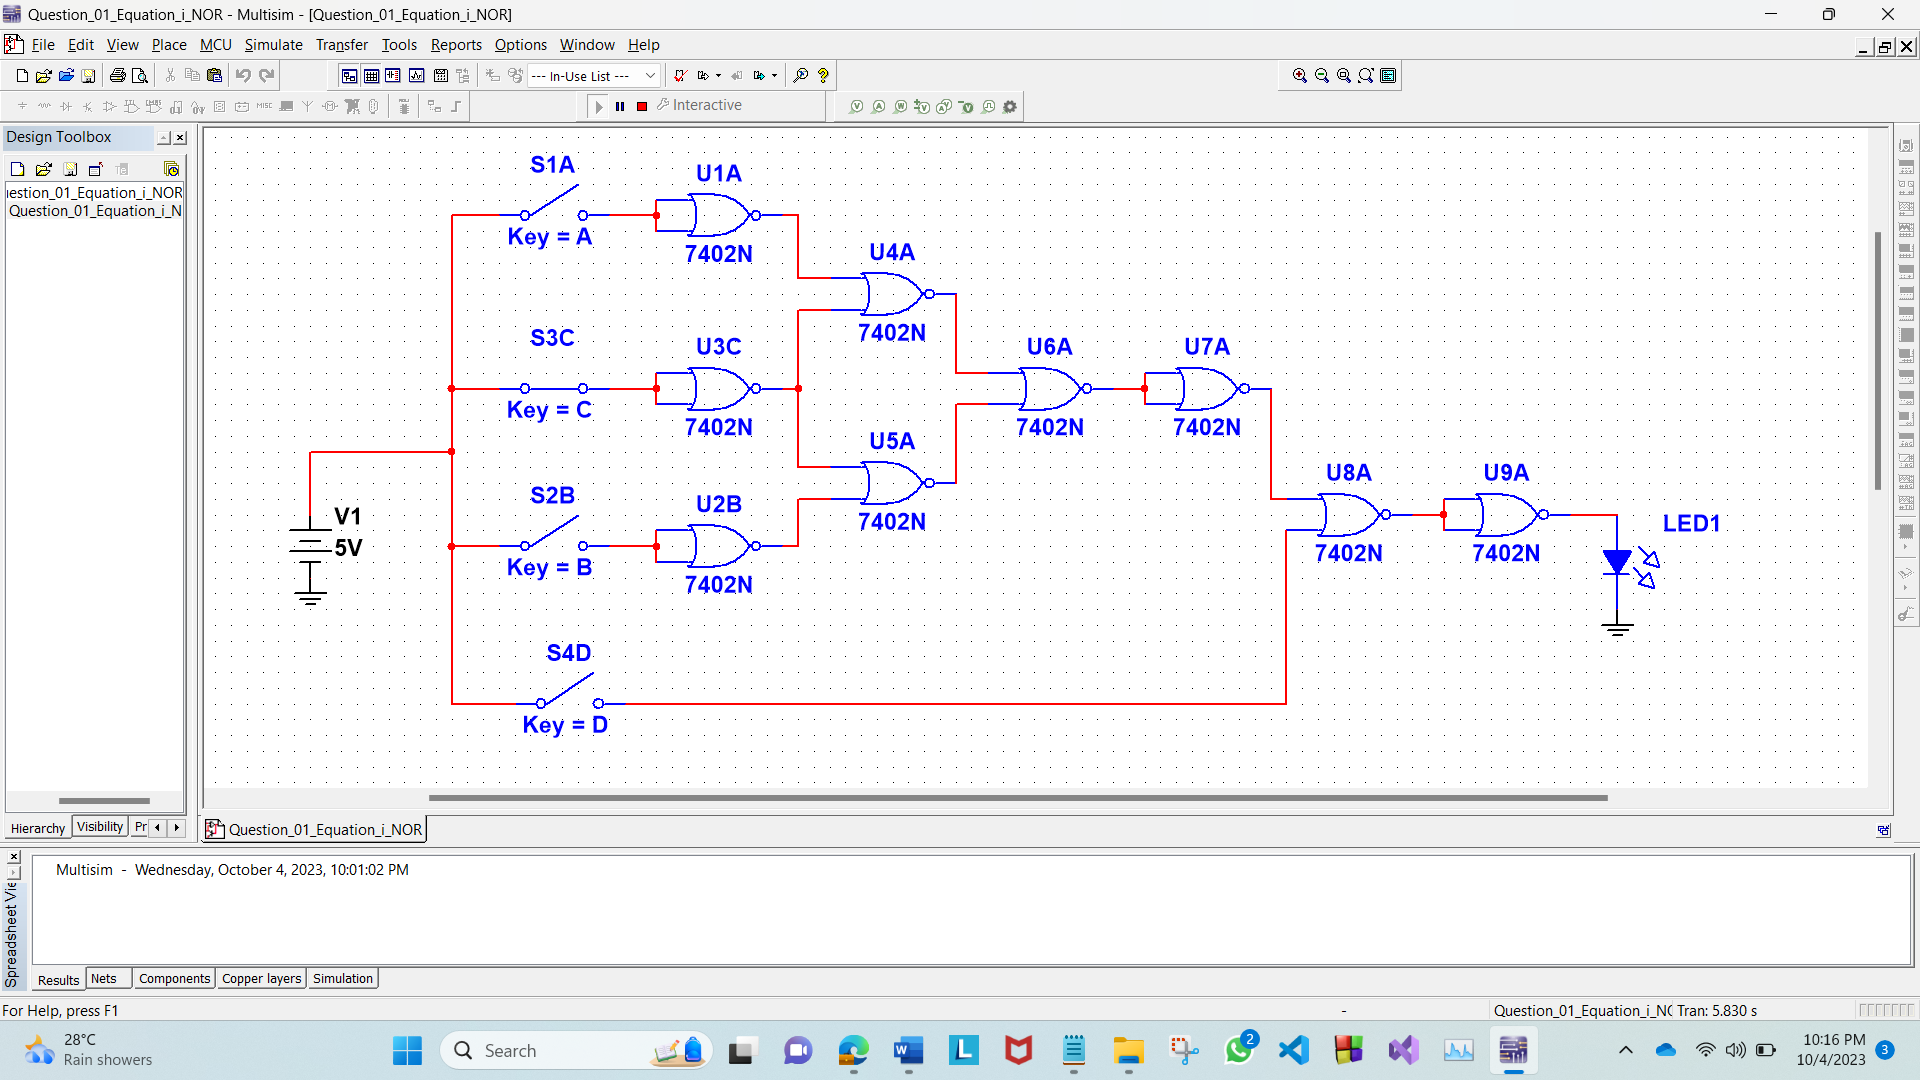 Question_01_Equation_i_NOR - Multisim - [Question_01_Equation_i_NOR]
File Edit View Place MCU Simulate Transfer Tools Reports Options Window Help
--- In-Use List ---
Interactive
Design Toolbox
estion_01_Equation_i_NOR
Question_01_Equation_i_N
S1A
Key = A
U1A
7402N
U4A
7402N
S3C
Key = C
U3C
7402N
U6A
7402N
U7A
7402N
U5A
7402N
S2B
Key = B
U2B
7402N
V1
5V
U8A
7402N
U9A
7402N
LED1
S4D
Key = D
Hierarchy Visibility Pr
Question_01_Equation_i_NOR
Multisim - Wednesday, October 4, 2023, 10:01:02 PM
Spreadsheet Vie
Results Nets Components Copper layers Simulation
For Help, press F1
-
Question_01_Equation_i_NO Tran: 5.830 s
28°C
Rain showers
Search
2
10:16 PM
10/4/2023
3